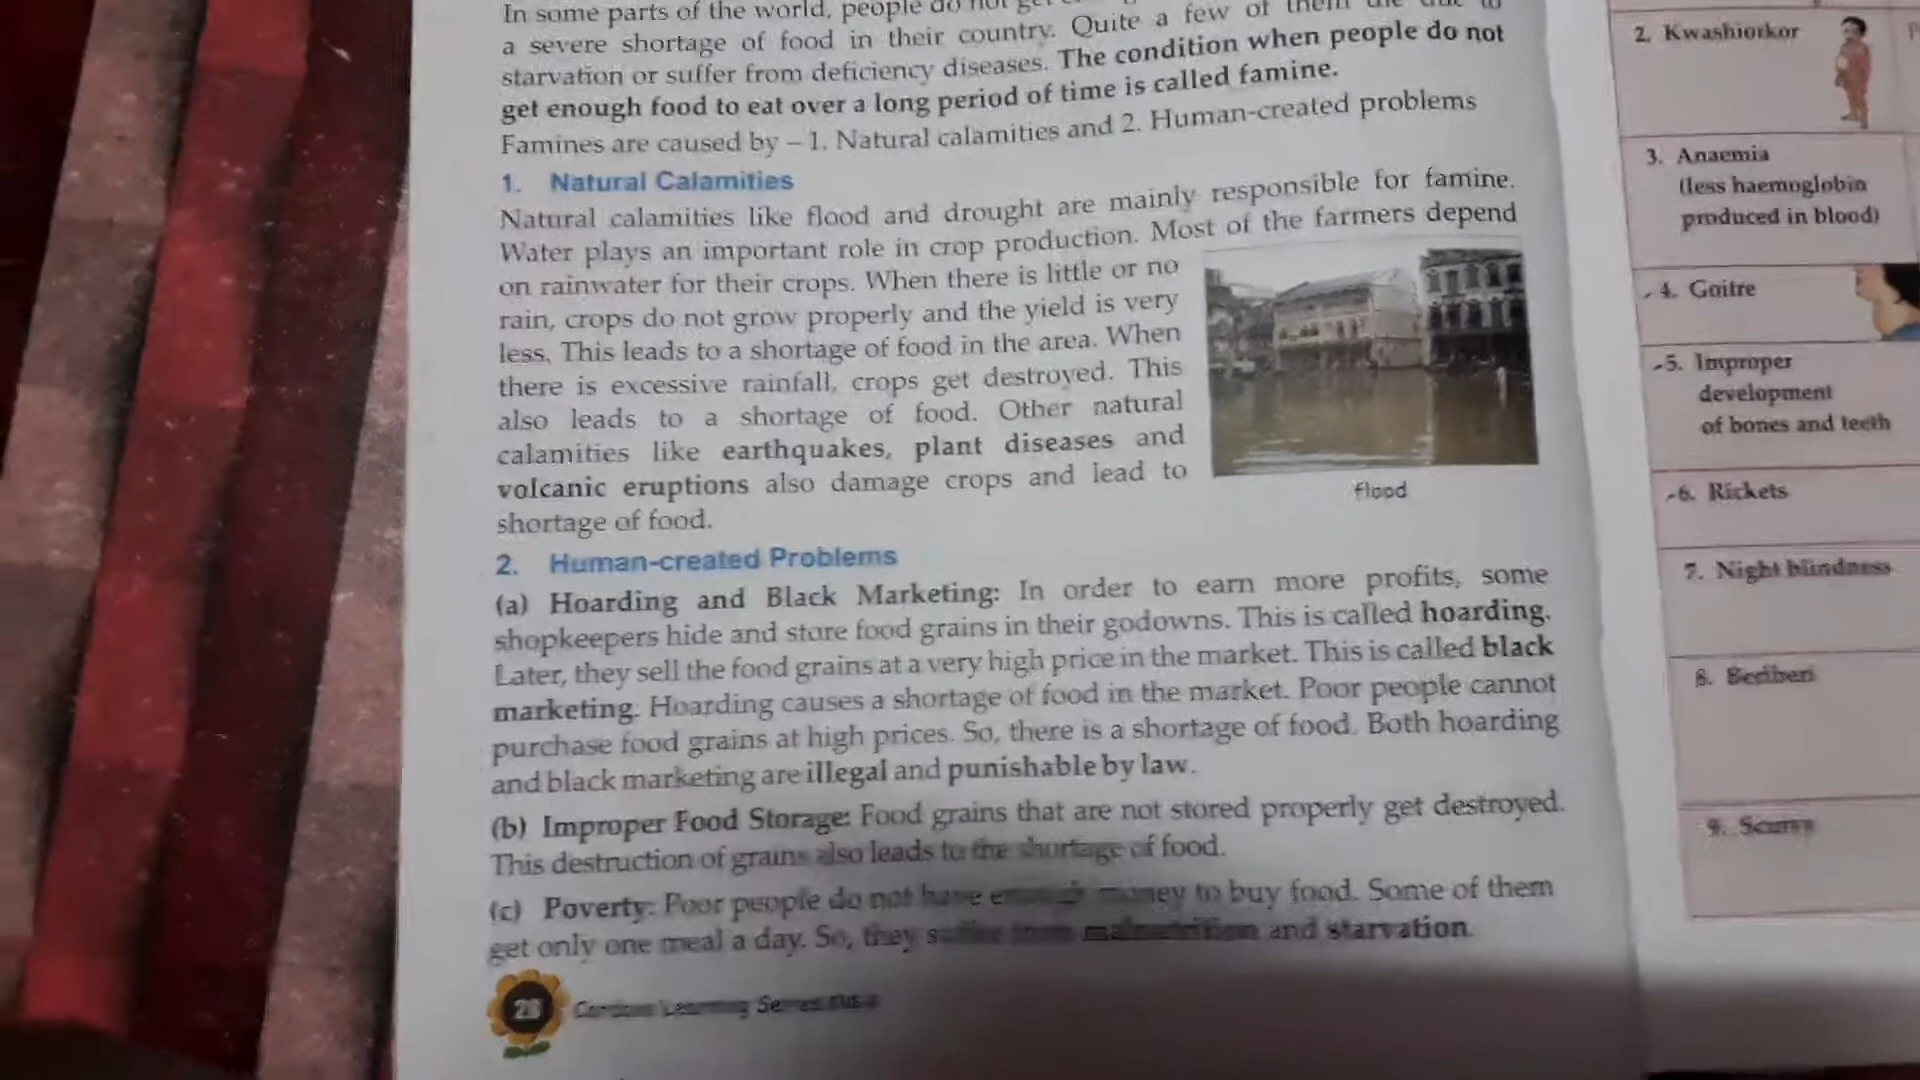 In some parts of the world, people do not get
a severe shortage of food in their country. Quite a few of them die due to
starvation or suffer from deficiency diseases. The condition when people do not
get enough food to eat over a long period of time is called famine.
Famines are caused by – 1. Natural calamities and 2. Human-created problems
1. Natural Calamities
Natural calamities like flood and drought are mainly responsible for famine.
Water plays an important role in crop production. Most of the farmers depend
on rainwater for their crops. When there is little or no
rain, crops do not grow properly and the yield is very
less. This leads to a shortage of food in the area. When
there is excessive rainfall, crops get destroyed. This
also leads to a shortage of food. Other natural
calamities like earthquakes, plant diseases and
volcanic eruptions also damage crops and lead to
shortage of food.
flood
2. Human-created Problems
(a) Hoarding and Black Marketing: In order to earn more profits, some
shopkeepers hide and store food grains in their godowns. This is called hoarding.
Later, they sell the food grains at a very high price in the market. This is called black
marketing. Hoarding causes a shortage of food in the market. Poor people cannot
purchase food grains at high prices. So, there is a shortage of food. Both hoarding
and black marketing are illegal and punishable by law.
(b) Improper Food Storage: Food grains that are not stored properly get destroyed.
This destruction of grains also leads to the shortage of food.
(c) Poverty: Poor people do not have enough money to buy food. Some of them
get only one meal a day. So, they suffer from malnutrition and starvation.
28 Learning Series
2. Kwashiorkor
3. Anaemia
(less haemoglobin
produced in blood)
4. Goitre
5. Improper
development
of bones and teeth
6. Rickets
7. Night blindness
8. Beriberi
9. Scurvy